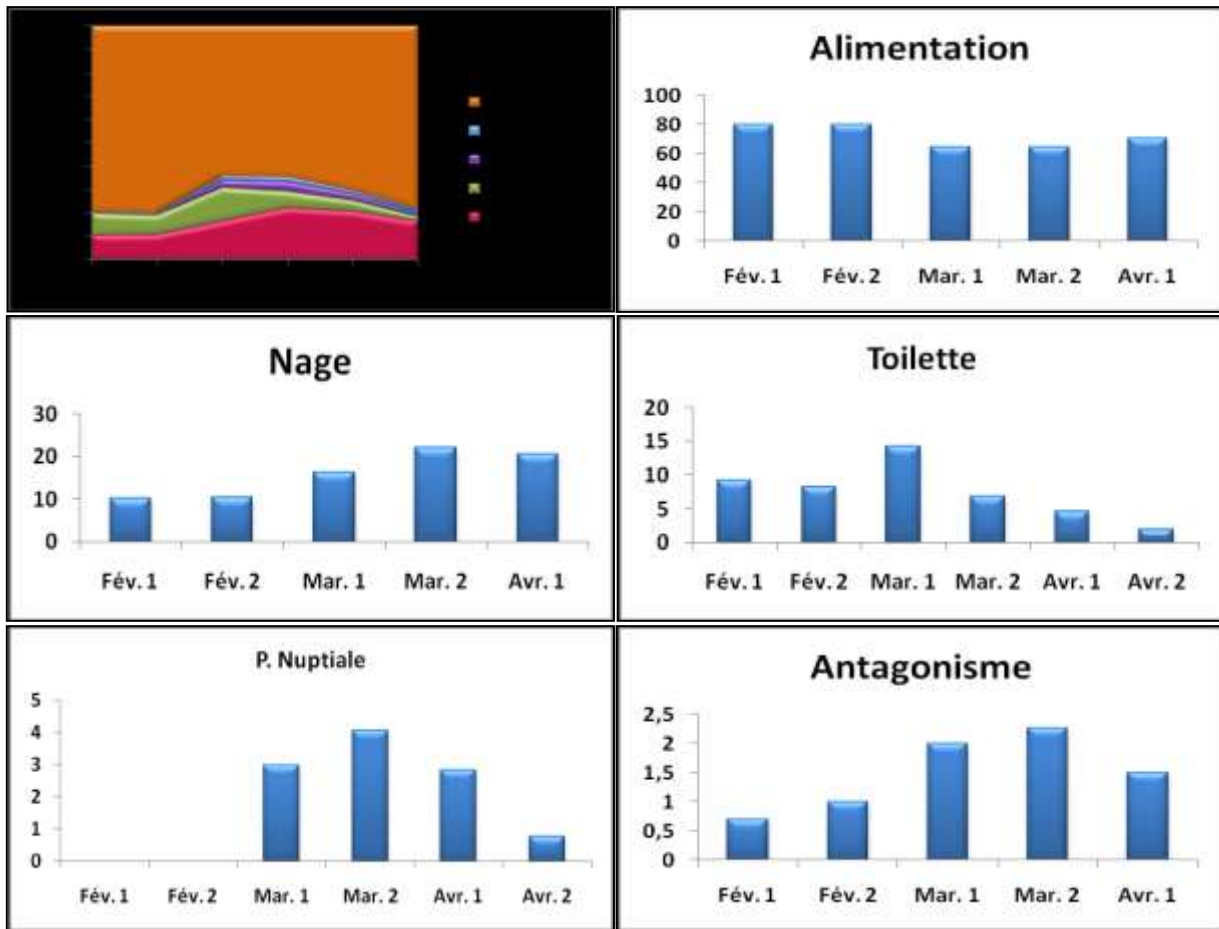 Alimentation
100
80
60
40
20
0
Fév. 1 Fév. 2 Mar. 1 Mar. 2 Avr. 1
Nage
30
20
10
0
Fév. 1 Fév. 2 Mar. 1 Mar. 2 Avr. 1
Toilette
20
15
10
5
0
Fév. 1 Fév. 2 Mar. 1 Mar. 2 Avr. 1 Avr. 2
P. Nuptiale
5
4
3
2
1
0
Fév. 1 Fév. 2 Mar. 1 Mar. 2 Avr. 1 Avr. 2
Antagonisme
2,5
2
1,5
1
0,5
0
Fév. 1 Fév. 2 Mar. 1 Mar. 2 Avr. 1